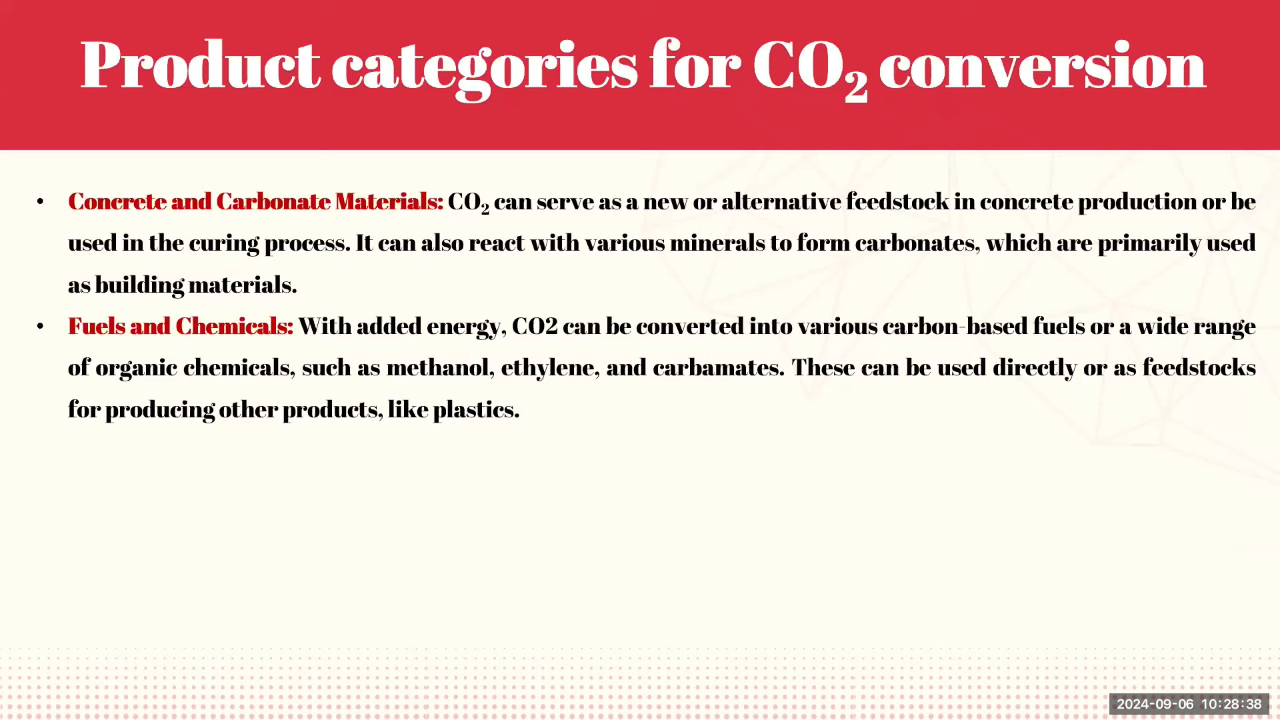 Product categories for CO₂ conversion
• Concrete and Carbonate Materials: CO₂ can serve as a new or alternative feedstock in concrete production or be
used in the curing process. It can also react with various minerals to form carbonates, which are primarily used
as building materials.
• Fuels and Chemicals: With added energy, CO2 can be converted into various carbon-based fuels or a wide range
of organic chemicals, such as methanol, ethylene, and carbamates. These can be used directly or as feedstocks
for producing other products, like plastics.
2024-09-06 10:28:38